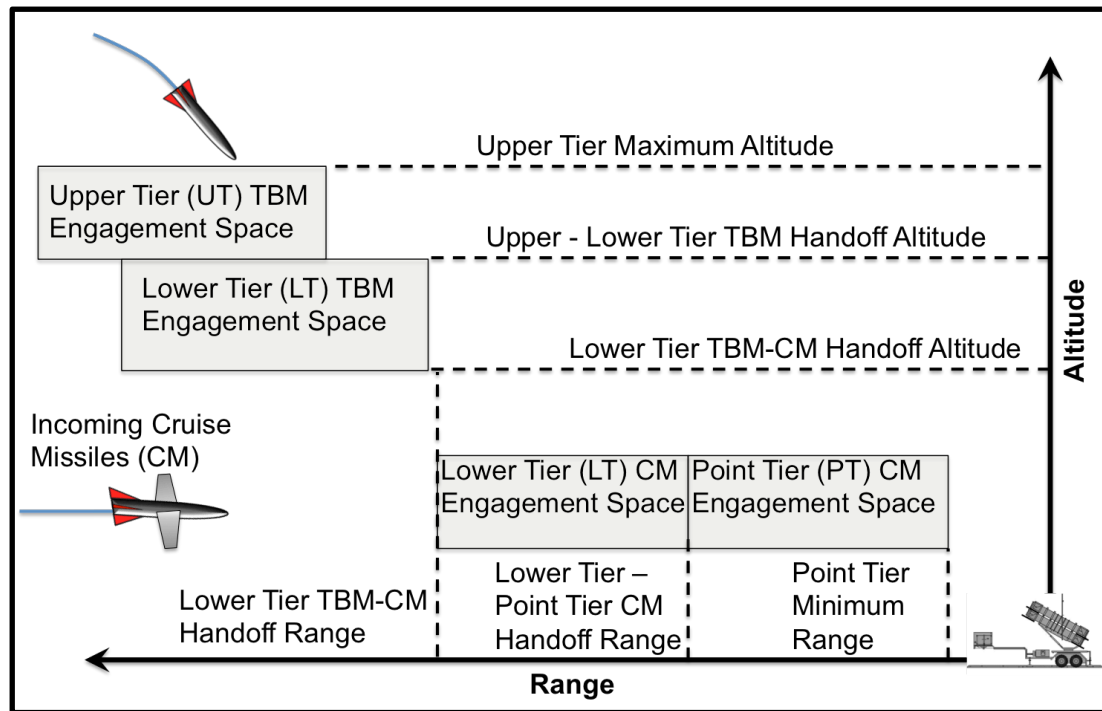 Upper Tier Maximum Altitude
Upper Tier (UT) TBM
Engagement Space
Upper - Lower Tier TBM Handoff Altitude
Lower Tier (LT) TBM
Engagement Space
Lower Tier TBM-CM Handoff Altitude
Altitude
Incoming Cruise
Missiles (CM)
Lower Tier (LT) CM
Engagement Space
Point Tier (PT) CM
Engagement Space
Lower Tier TBM-CM
Handoff Range
Lower Tier –
Point Tier CM
Handoff Range
Point Tier
Minimum
Range
Range